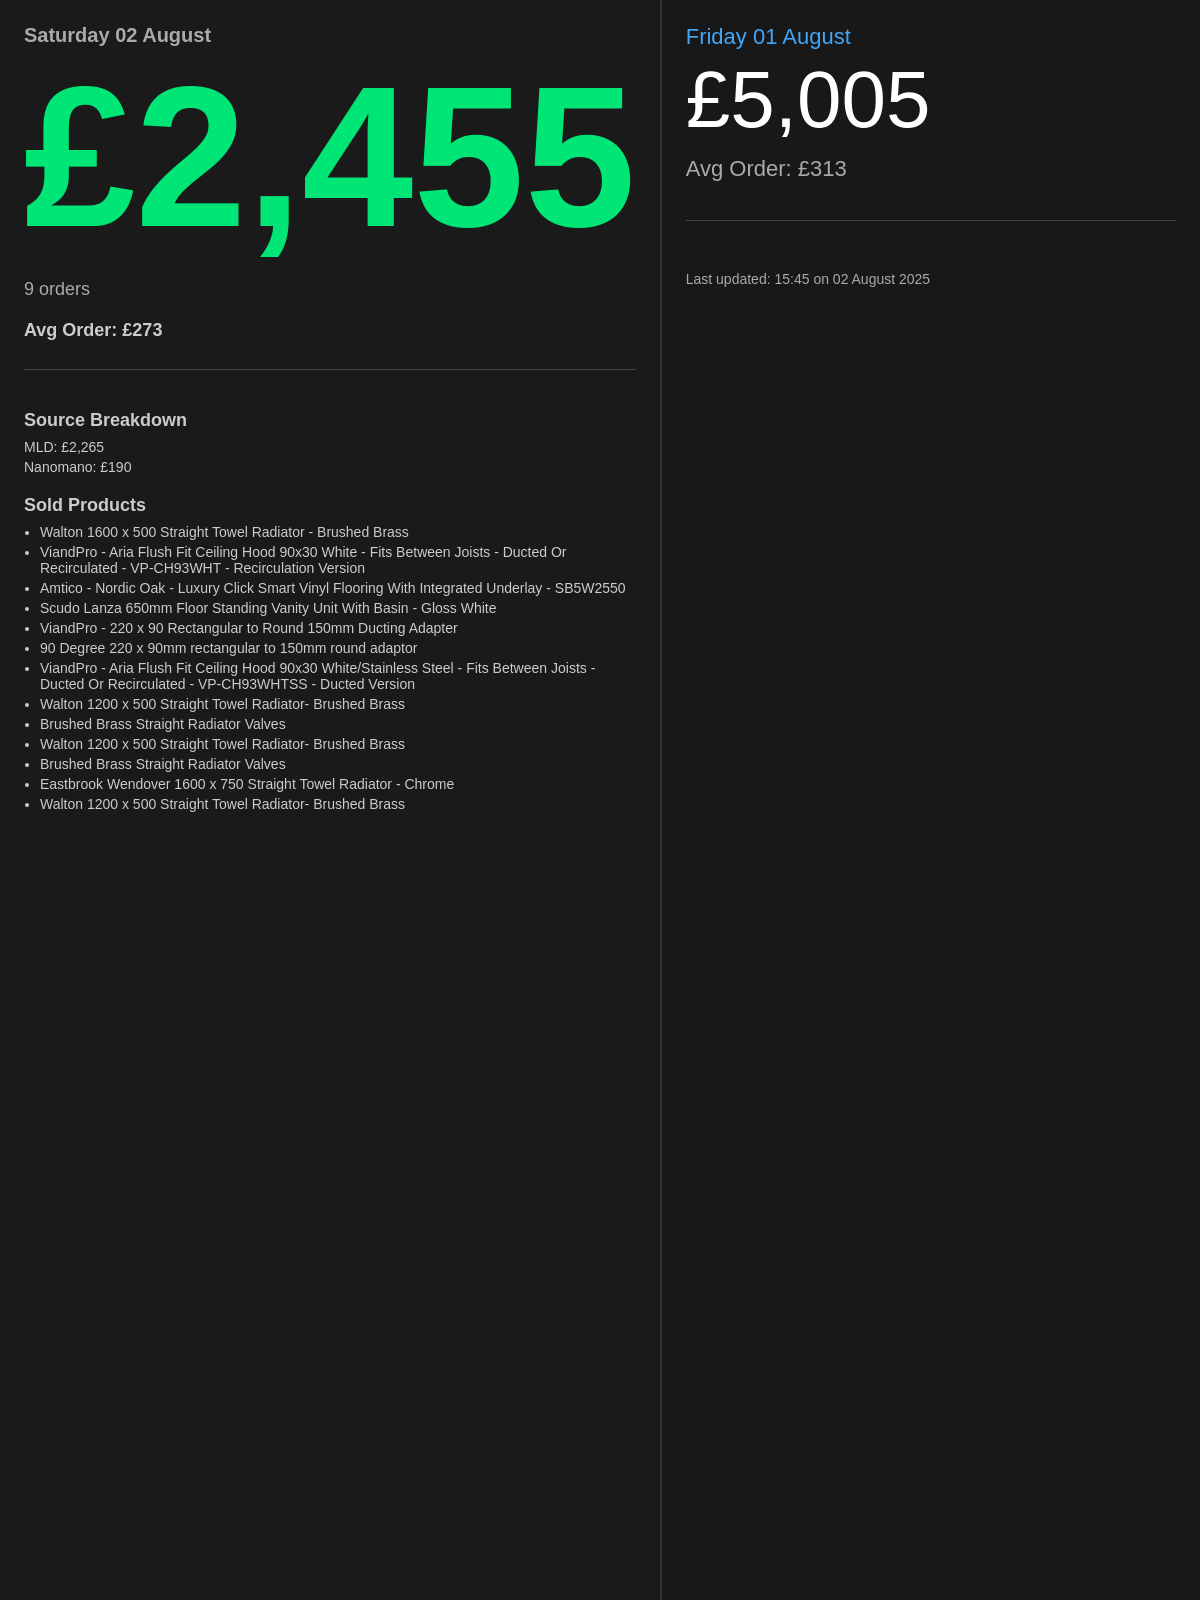 Saturday 02 August
£2,455
9 orders
Avg Order: £273
Source Breakdown
MLD: £2,265
Nanomano: £190
Sold Products
• Walton 1600 x 500 Straight Towel Radiator - Brushed Brass
• ViandPro - Aria Flush Fit Ceiling Hood 90x30 White - Fits Between Joists - Ducted Or
Recirculated - VP-CH93WHT - Recirculation Version
• Amtico - Nordic Oak - Luxury Click Smart Vinyl Flooring With Integrated Underlay - SB5W2550
• Scudo Lanza 650mm Floor Standing Vanity Unit With Basin - Gloss White
• ViandPro - 220 x 90 Rectangular to Round 150mm Ducting Adapter
• 90 Degree 220 x 90mm rectangular to 150mm round adaptor
• ViandPro - Aria Flush Fit Ceiling Hood 90x30 White/Stainless Steel - Fits Between Joists -
Ducted Or Recirculated - VP-CH93WHTSS - Ducted Version
• Walton 1200 x 500 Straight Towel Radiator- Brushed Brass
• Brushed Brass Straight Radiator Valves
• Walton 1200 x 500 Straight Towel Radiator- Brushed Brass
• Brushed Brass Straight Radiator Valves
• Eastbrook Wendover 1600 x 750 Straight Towel Radiator - Chrome
• Walton 1200 x 500 Straight Towel Radiator- Brushed Brass
Friday 01 August
£5,005
Avg Order: £313
Last updated: 15:45 on 02 August 2025